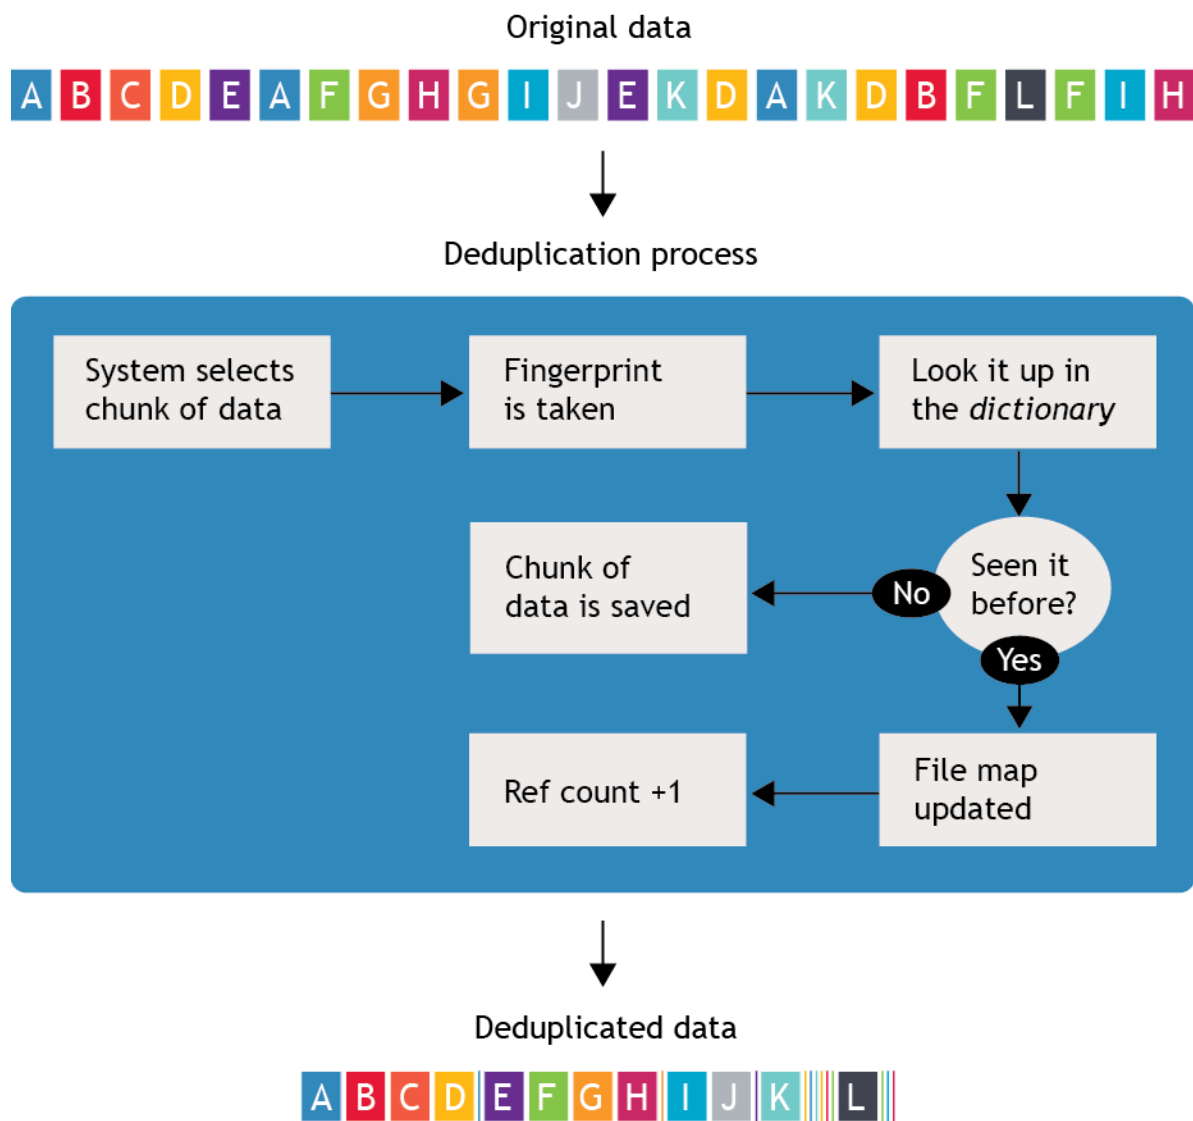 Original data
A B C D E A F G H G I J E K D A K D B F L F I H
Deduplication process
System selects
chunk of data
Fingerprint
is taken
Look it up in
the dictionary
Seen it
before?
No
Yes
Chunk of
data is saved
File map
updated
Ref count +1
Deduplicated data
A B C D E F G H I J K L